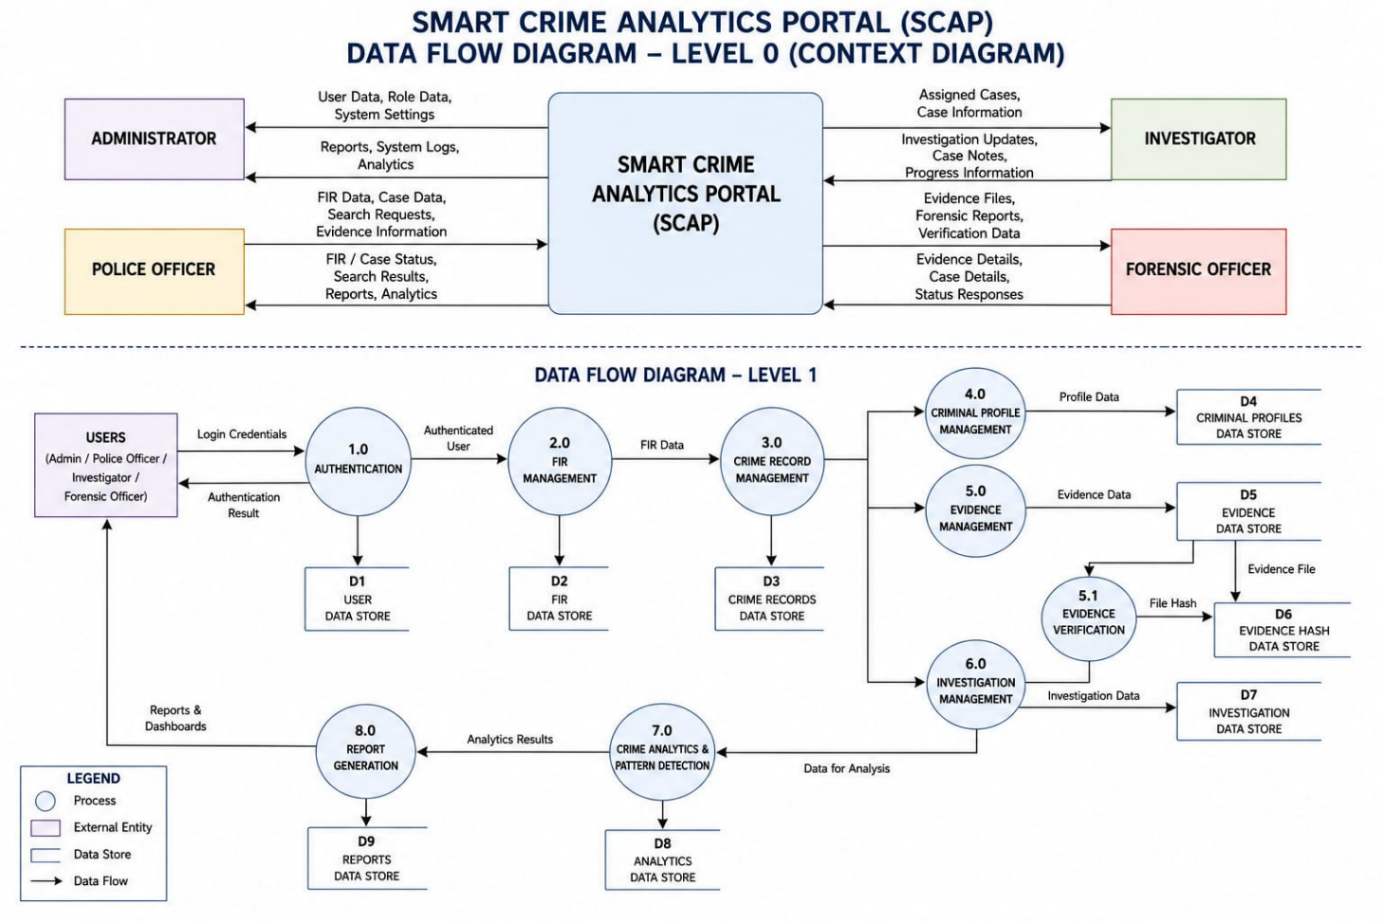 SMART CRIME ANALYTICS PORTAL (SCAP)
DATA FLOW DIAGRAM – LEVEL 0 (CONTEXT DIAGRAM)
ADMINISTRATOR
User Data, Role Data,
System Settings
Reports, System Logs,
Analytics
POLICE OFFICER
FIR Data, Case Data,
Search Requests,
Evidence Information
FIR / Case Status,
Search Results,
Reports, Analytics
SMART CRIME
ANALYTICS PORTAL
(SCAP)
Assigned Cases,
Case Information
Investigation Updates,
Case Notes,
Progress Information
INVESTIGATOR
Evidence Files,
Forensic Reports,
Verification Data
Evidence Details,
Case Details,
Status Responses
FORENSIC OFFICER
DATA FLOW DIAGRAM – LEVEL 1
USERS
(Admin / Police Officer /
Investigator /
Forensic Officer)
Login Credentials
Authentication
Result
1.0
AUTHENTICATION
Authenticated
User
2.0
FIR
MANAGEMENT
FIR Data
3.0
CRIME RECORD
MANAGEMENT
4.0
CRIMINAL PROFILE
MANAGEMENT
Profile Data
D4
CRIMINAL PROFILES
DATA STORE
5.0
EVIDENCE
MANAGEMENT
Evidence Data
D5
EVIDENCE
DATA STORE
Evidence File
D1
USER
DATA STORE
D2
FIR
DATA STORE
D3
CRIME RECORDS
DATA STORE
5.1
EVIDENCE
VERIFICATION
File Hash
D6
EVIDENCE HASH
DATA STORE
6.0
INVESTIGATION
MANAGEMENT
Investigation Data
D7
INVESTIGATION
DATA STORE
Reports &
Dashboards
8.0
REPORT
GENERATION
Analytics Results
7.0
CRIME ANALYTICS &
PATTERN DETECTION
Data for Analysis
D9
REPORTS
DATA STORE
D8
ANALYTICS
DATA STORE
LEGEND
Process
External Entity
Data Store
Data Flow